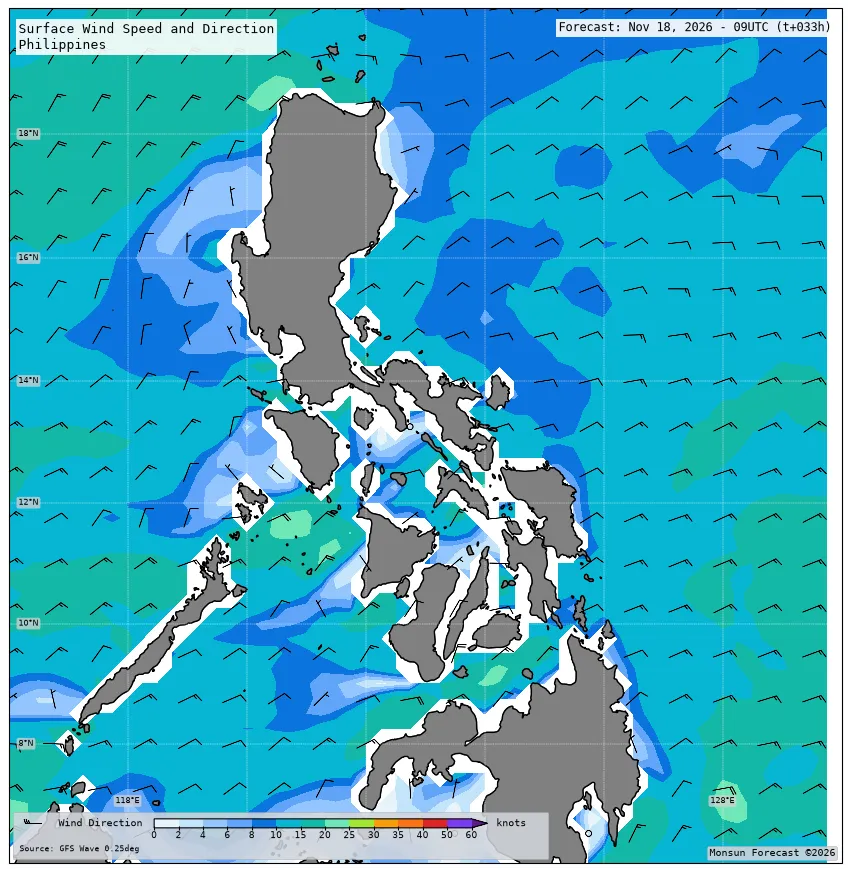 Surface Wind Speed and Direction
Philippines
Forecast: Nov 18, 2026 - 09UTC (t+033h)
18°N
16°N
14°N
12°N
10°N
8°N
118°E
128°E
Wind Direction
0 2 4 6 8 10 15 20 25 30 35 40 50 60
knots
Source: GFS Wave 0.25deg
Monsun Forecast ©2026